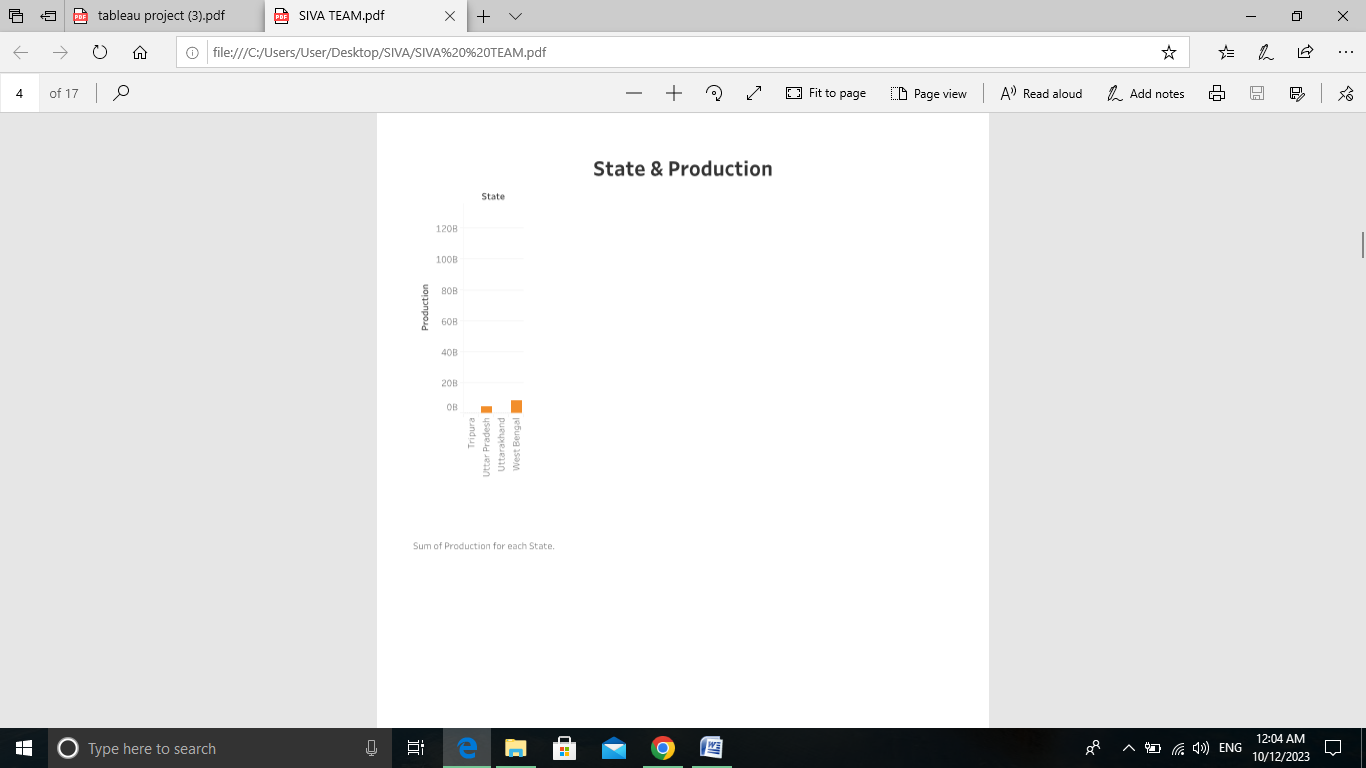 tableau project (3).pdf
SIVA TEAM.pdf
file:///C:/Users/User/Desktop/SIVA/SIVA%20%20TEAM.pdf
4 of 17
Fit to page
Page view
Read aloud
Add notes
State & Production
State
120B
100B
80B
60B
40B
20B
0B
Production
Tripura
Uttar Pradesh
Uttarakhand
West Bengal
Sum of Production for each State.
Type here to search
ENG
12:04 AM
10/12/2023